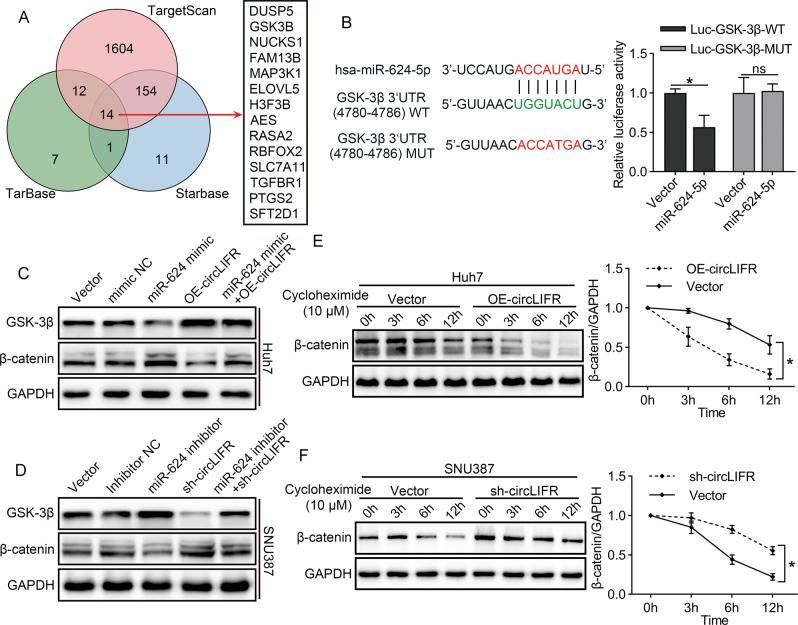 A
TargetScan
1604
12
154
14
7
1
11
TarBase
Starbase
DUSP5
GSK3B
NUCKS1
FAM13B
MAP3K1
ELOVL5
H3F3B
AES
RASA2
RBFOX2
SLC7A11
TGFBR1
PTGS2
SFT2D1
B
hsa-miR-624-5p 3'-UCCAUGACCAUGAU-5'
GSK-3β 3'UTR
(4780-4786) WT 5'-GUUAACUGGUACUG-3'
GSK-3β 3'UTR
(4780-4786) MUT 5'-GUUAACACCATGAG-3'
Luc-GSK-3β-WT
Luc-GSK-3β-MUT
Relative luciferase activity
1.5
1.0
0.5
0.0
*
ns
Vector
miR-624-5p
Vector
miR-624-5p
C
Vector
mimic NC
miR-624 mimic
OE-circLIFR
miR-624 mimic
+OE-circLIFR
GSK-3β
β-catenin
GAPDH
Huh7
D
Vector
Inhibitor NC
miR-624 inhibitor
sh-circLIFR
miR-624 inhibitor
+sh-circLIFR
GSK-3β
β-catenin
GAPDH
SNU387
E
Huh7
Cycloheximide
(10 μM)
Vector
OE-circLIFR
0h 3h 6h 12h 0h 3h 6h 12h
β-catenin
GAPDH
β-catenin/GAPDH
1.5
1.0
0.5
0.0
OE-circLIFR
Vector
*
0h 3h 6h 12h
Time
F
SNU387
Cycloheximide
(10 μM)
Vector
sh-circLIFR
0h 3h 6h 12h 0h 3h 6h 12h
β-catenin
GAPDH
β-catenin/GAPDH
1.5
1.0
0.5
0.0
sh-circLIFR
Vector
*
0h 3h 6h 12h
Time